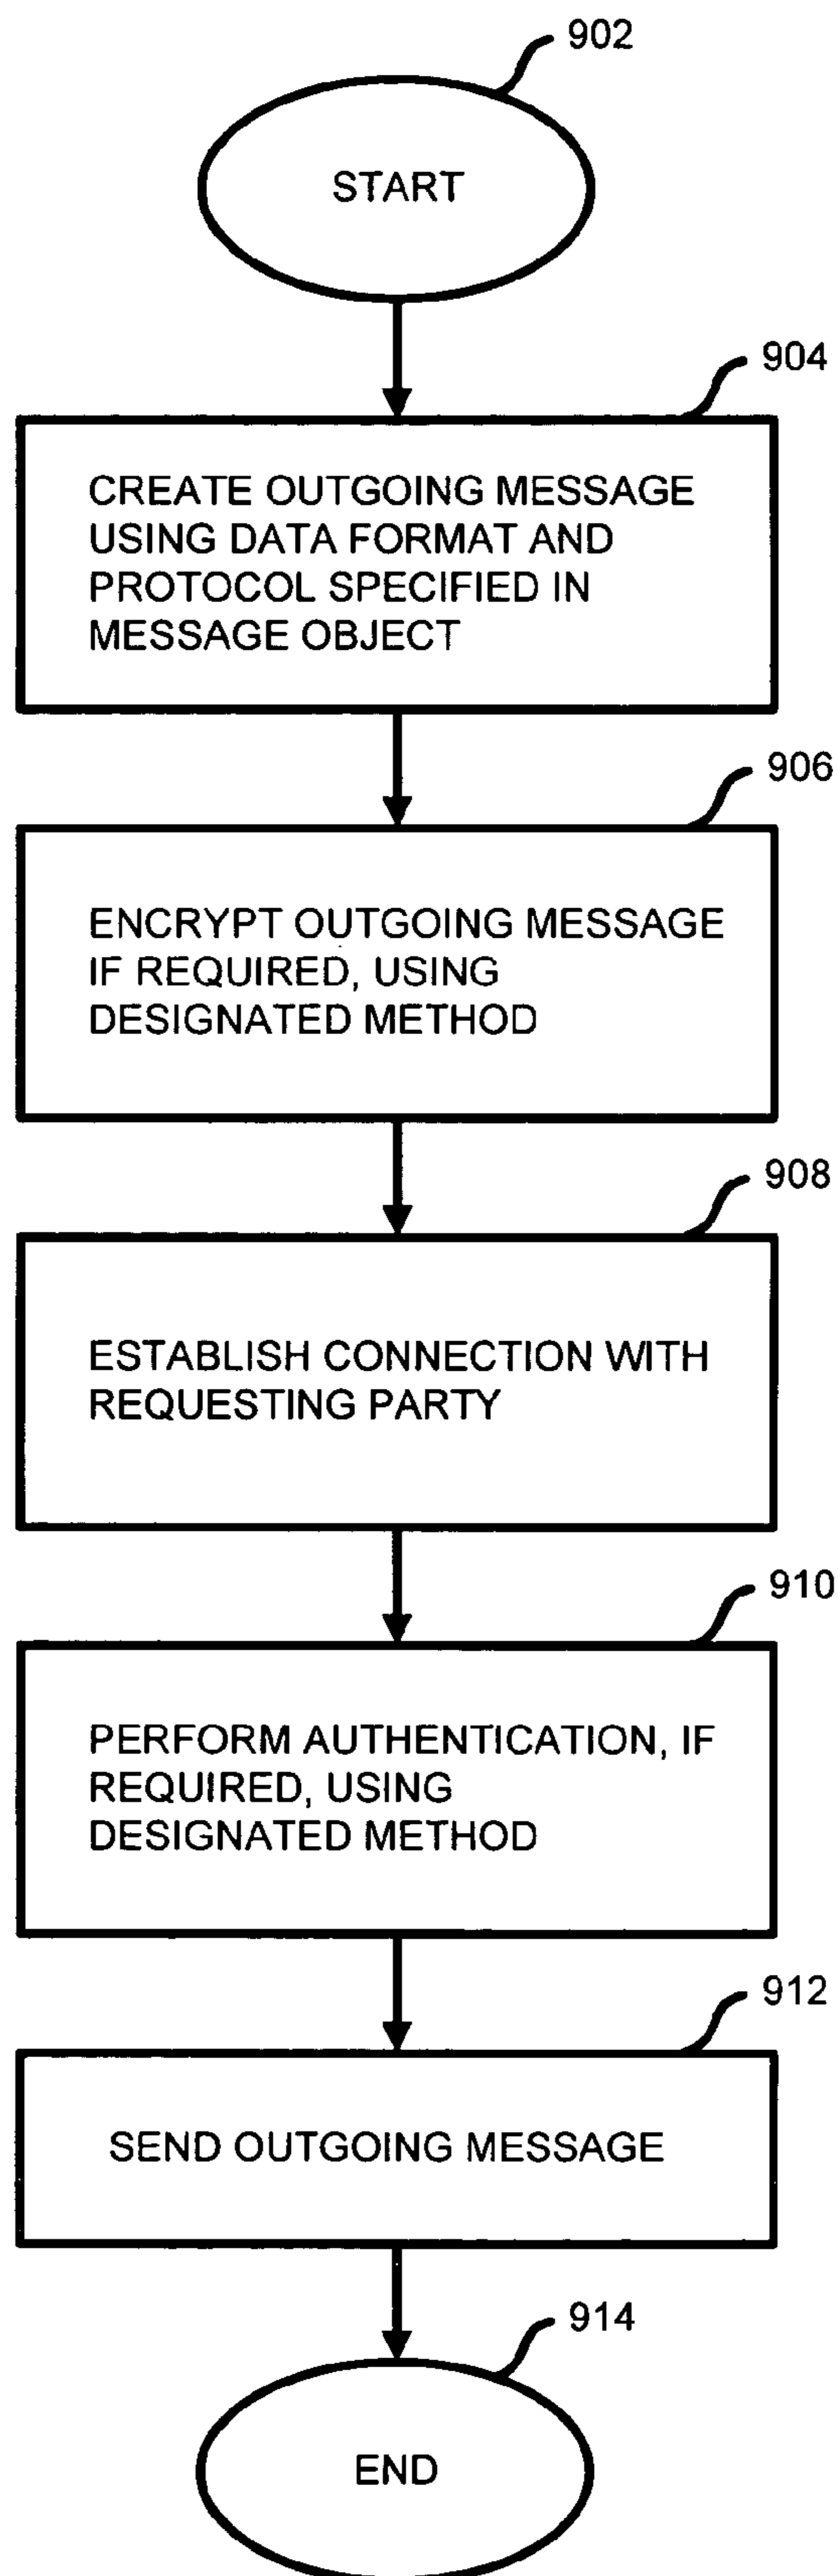 902
START
904
CREATE OUTGOING MESSAGE
USING DATA FORMAT AND
PROTOCOL SPECIFIED IN
MESSAGE OBJECT
906
ENCRYPT OUTGOING MESSAGE
IF REQUIRED, USING
DESIGNATED METHOD
908
ESTABLISH CONNECTION WITH
REQUESTING PARTY
910
PERFORM AUTHENTICATION, IF
REQUIRED, USING
DESIGNATED METHOD
912
SEND OUTGOING MESSAGE
914
END